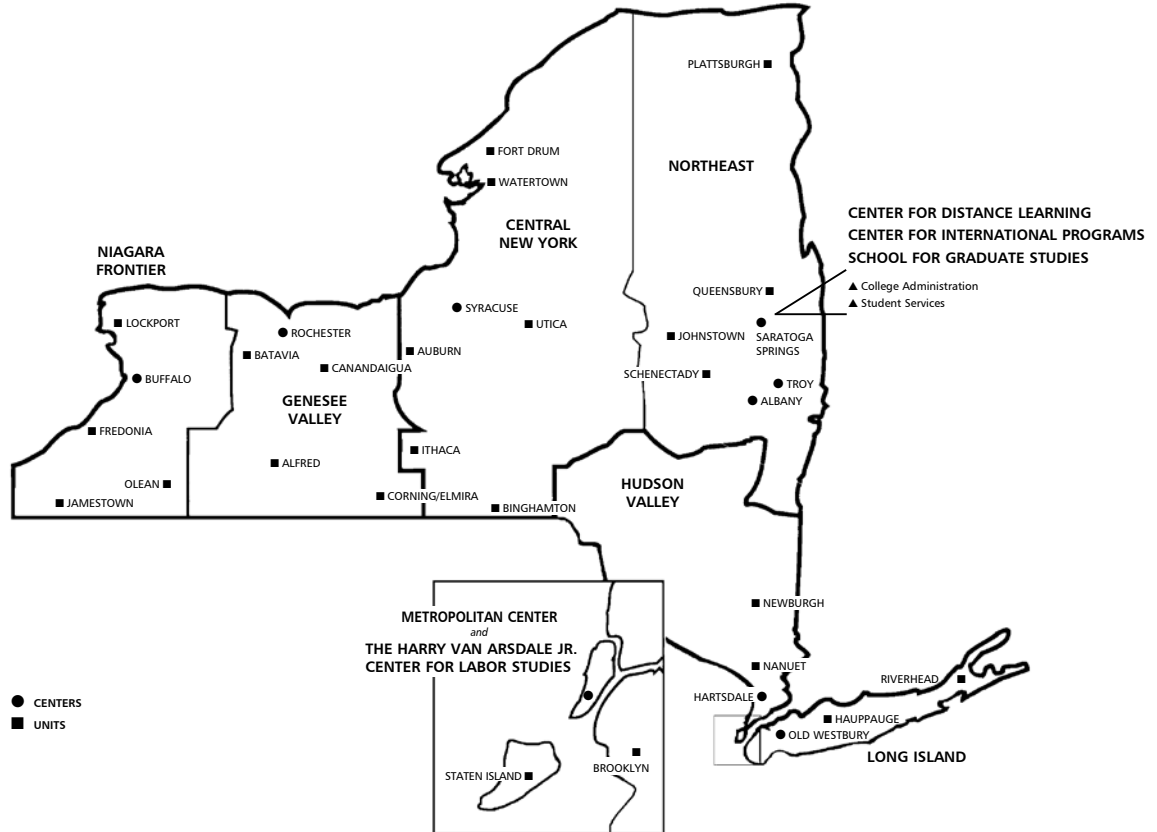 PLATTSBURGH
FORT DRUM
NORTHEAST
WATERTOWN
CENTER FOR DISTANCE LEARNING
CENTER FOR INTERNATIONAL PROGRAMS
SCHOOL FOR GRADUATE STUDIES
▲ College Administration
▲ Student Services
CENTRAL
NEW YORK
NIAGARA
FRONTIER
QUEENSBURY
SYRACUSE
LOCKPORT
UTICA
ROCHESTER
JOHNSTOWN
SARATOGA
SPRINGS
BATAVIA
AUBURN
CANANDAIGUA
SCHENECTADY
BUFFALO
TROY
ALBANY
GENESEE
VALLEY
FREDONIA
ITHACA
ALFRED
OLEAN
HUDSON
VALLEY
JAMESTOWN
CORNING/ELMIRA
BINGHAMTON
NEWBURGH
METROPOLITAN CENTER
and
THE HARRY VAN ARSDALE JR.
CENTER FOR LABOR STUDIES
NANUET
RIVERHEAD
HARTSDALE
● CENTERS
■ UNITS
HAUPPAUGE
OLD WESTBURY
LONG ISLAND
BROOKLYN
STATEN ISLAND